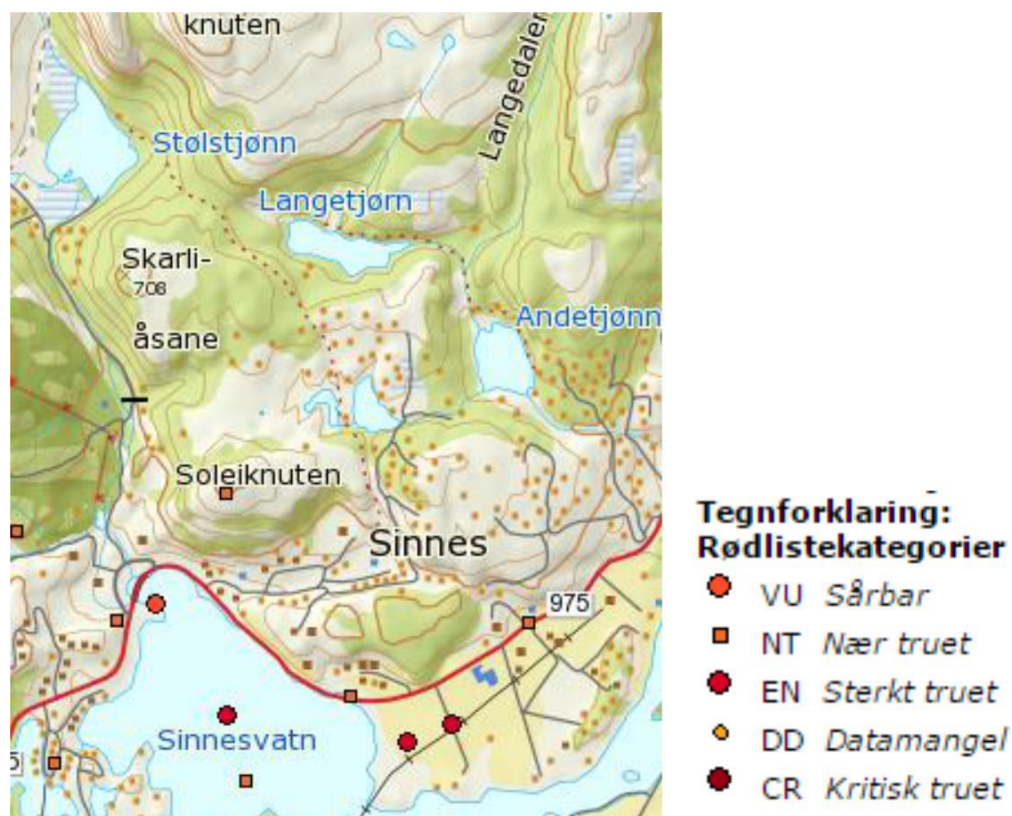 knuten
Langedalen
Stølstjønn
Langetjørn
Skarli-
708
åsane
Andetjønn
Soleiknuten
Sinnes
975
Sinnesvatn
5
Tegnforklaring:
Rødlistekategorier
VU Sårbar
NT Nær truet
EN Sterkt truet
DD Datamangel
CR Kritisk truet